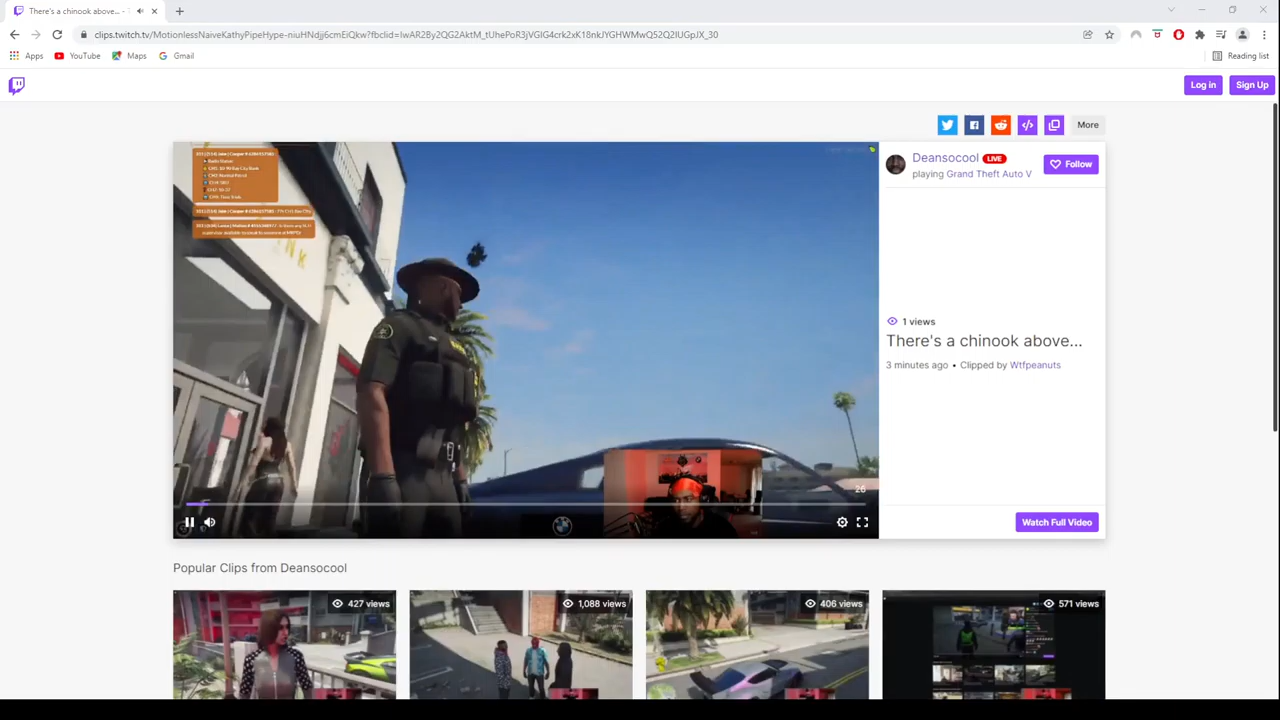 There's a chinook above... - T
clips.twitch.tv/MotionlessNaiveKathyPipeHype-niuHNdjj6cmEiQkw?fbclid=IwAR2By2QG2AktM_tUhePoR3jVGlG4crk2xK18nkJYGHWMwQ52Q2IUGpJX_30
Apps YouTube Maps Gmail Reading list
Log in Sign Up
More
Deansocool LIVE
playing Grand Theft Auto V
Follow
1 views
There's a chinook above...
3 minutes ago • Clipped by Wtfpeanuts
26
Watch Full Video
Popular Clips from Deansocool
427 views 1,088 views 406 views 571 views